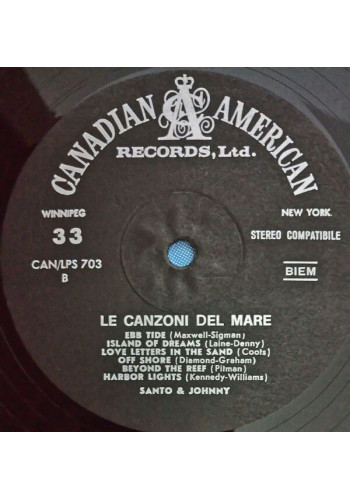 CANADIAN AMERICAN
CA
RECORDS, Ltd.
WINNIPEG
NEW YORK
33
STEREO COMPATIBILE
CAN/LPS 703
B
BIEM
LE CANZONI DEL MARE
EBB TIDE (Maxwell-Sigman)
ISLAND OF DREAMS (Laine-Denny)
LOVE LETTERS IN THE SAND (Coots)
OFF SHORE (Diamond-Graham)
BEYOND THE REEF (Pitman)
HARBOR LIGHTS (Kennedy-Williams)
SANTO & JOHNNY